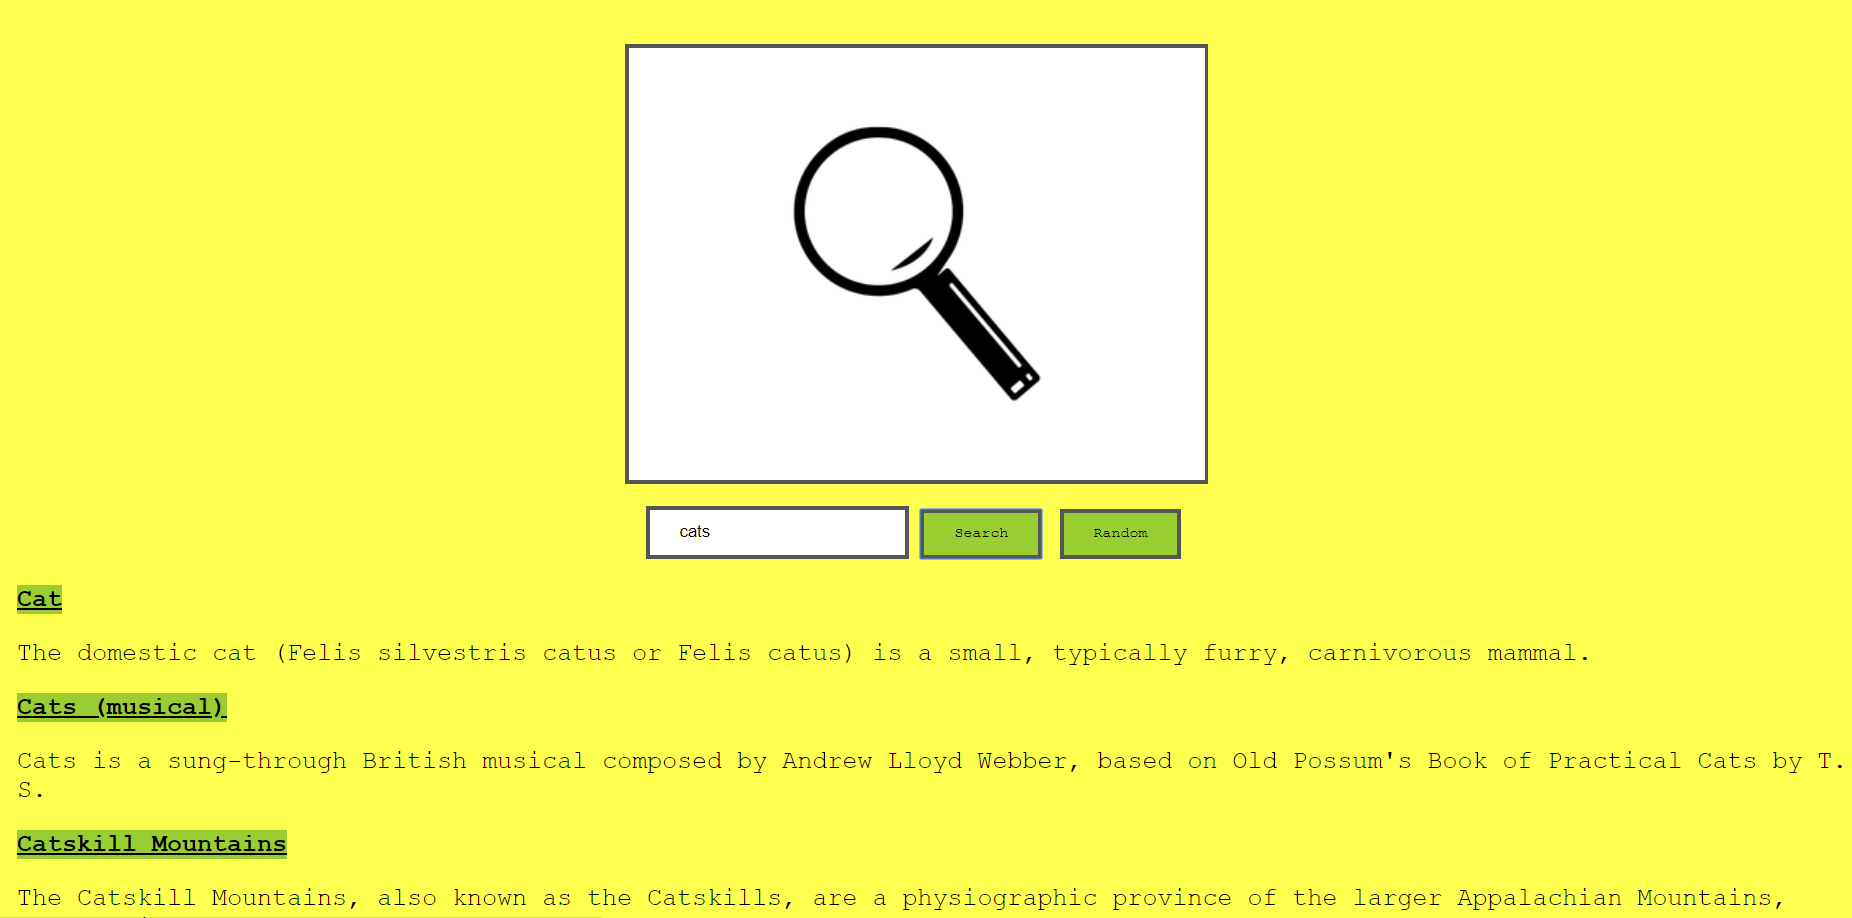 cats
Search
Random
Cat
The domestic cat (Felis silvestris catus or Felis catus) is a small, typically furry, carnivorous mammal.
Cats (musical)
Cats is a sung-through British musical composed by Andrew Lloyd Webber, based on Old Possum's Book of Practical Cats by T.
S.
Catskill Mountains
The Catskill Mountains, also known as the Catskills, are a physiographic province of the larger Appalachian Mountains,